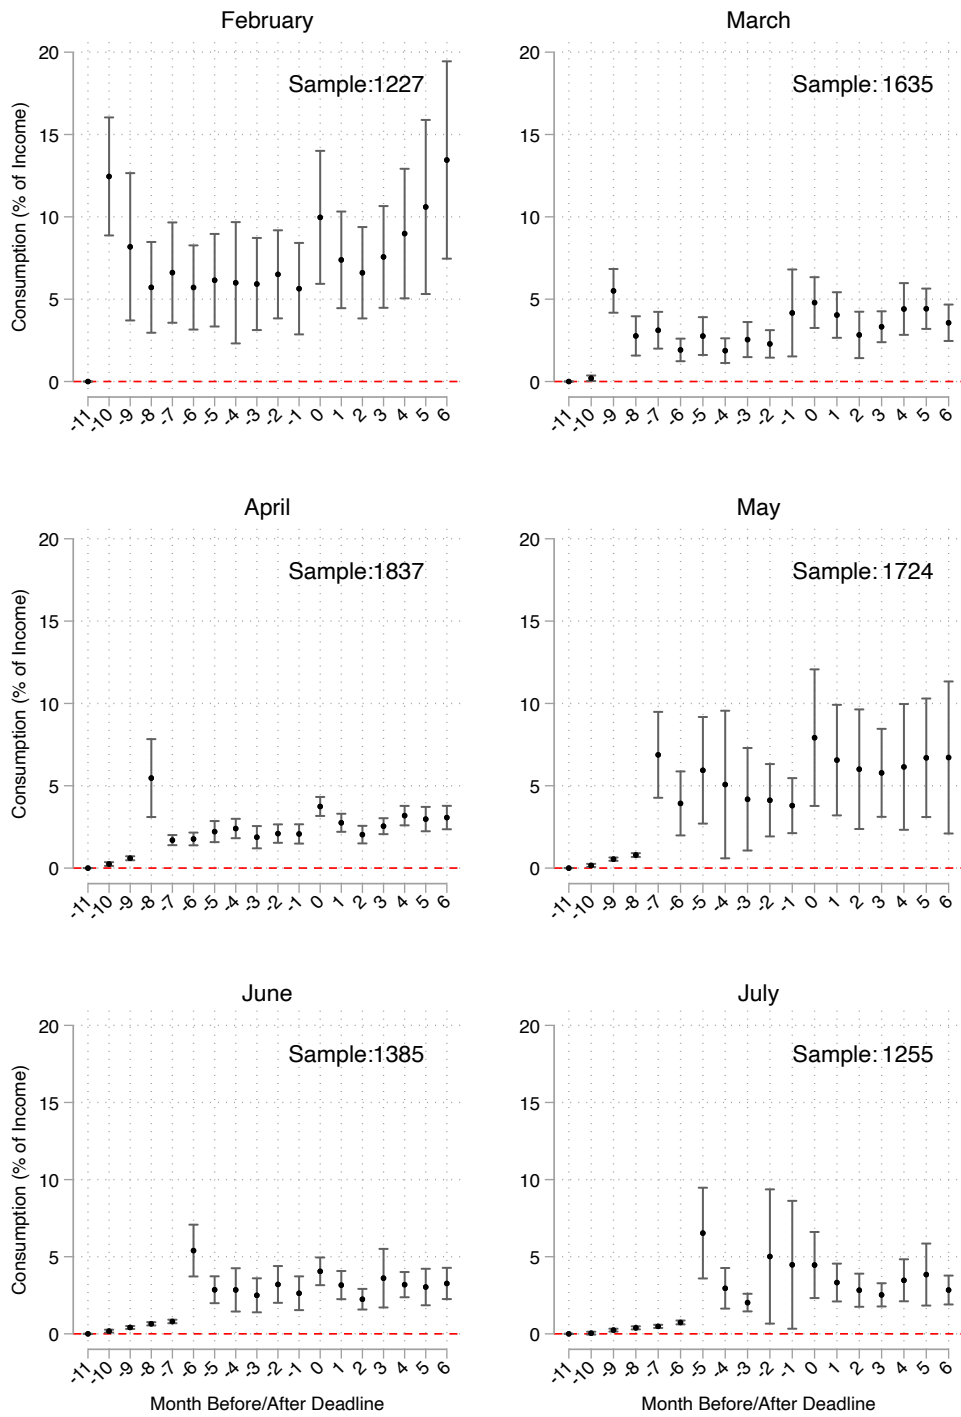 February
Sample:1227
Consumption (% of Income)
20
15
10
5
0
-11 -10 -9 -8 -7 -6 -5 -4 -3 -2 -1 0 1 2 3 4 5 6
March
Sample: 1635
20
15
10
5
0
-11 -10 -9 -8 -7 -6 -5 -4 -3 -2 -1 0 1 2 3 4 5 6
April
Sample:1837
Consumption (% of Income)
20
15
10
5
0
-11 -10 -9 -8 -7 -6 -5 -4 -3 -2 -1 0 1 2 3 4 5 6
May
Sample: 1724
20
15
10
5
0
-11 -10 -9 -8 -7 -6 -5 -4 -3 -2 -1 0 1 2 3 4 5 6
June
Sample:1385
Consumption (% of Income)
20
15
10
5
0
-11 -10 -9 -8 -7 -6 -5 -4 -3 -2 -1 0 1 2 3 4 5 6
Month Before/After Deadline
July
Sample: 1255
20
15
10
5
0
-11 -10 -9 -8 -7 -6 -5 -4 -3 -2 -1 0 1 2 3 4 5 6
Month Before/After Deadline